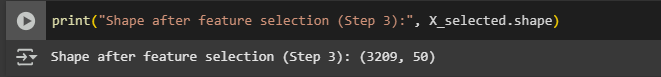 print("Shape after feature selection (Step 3):", X_selected.shape)
Shape after feature selection (Step 3): (3209, 50)